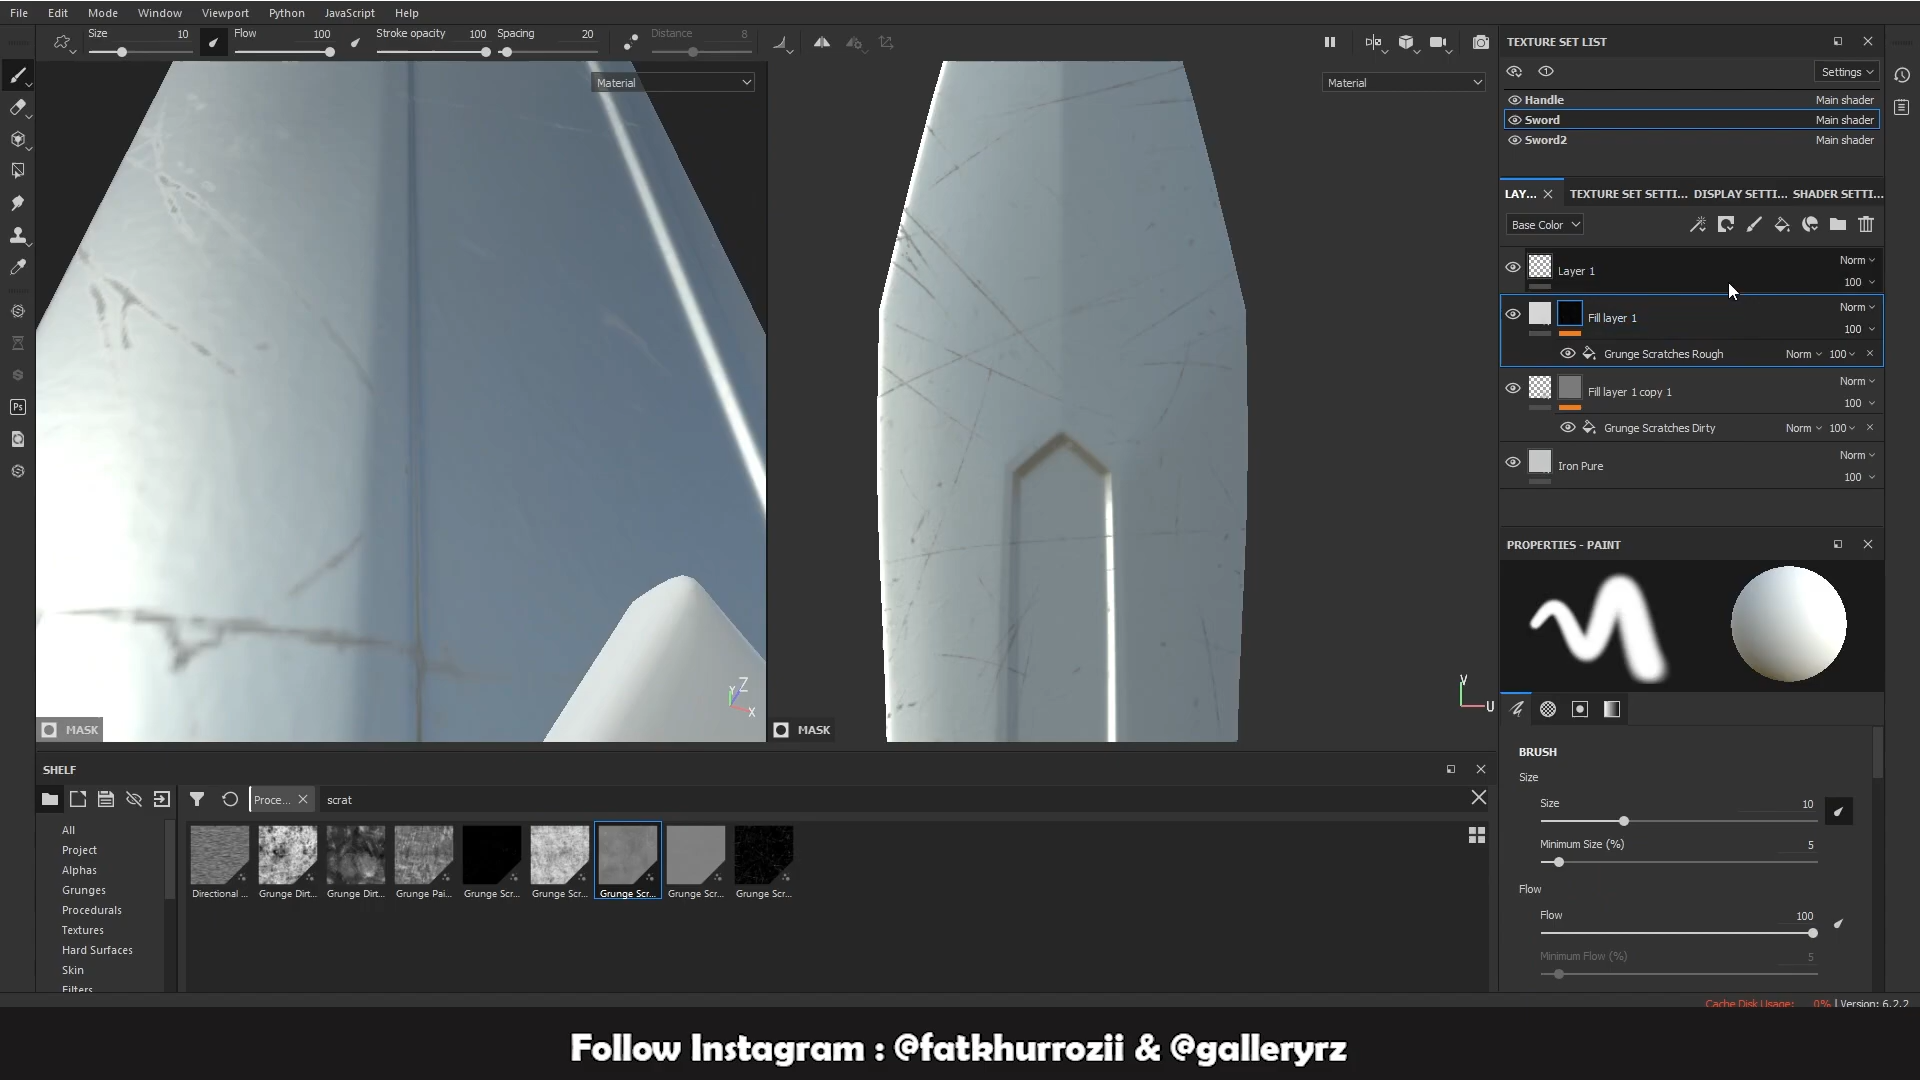 File Edit Mode Window Viewport Python JavaScript Help
Size 10 Flow 100 Stroke opacity 100 Spacing 20 Distance 8
Material
Material
TEXTURE SET LIST
Settings
Handle Main shader
Sword Main shader
Sword2 Main shader
LAY... TEXTURE SET SETTI... DISPLAY SETTI... SHADER SETTI...
Base Color
Layer 1 Norm
100
Fill layer 1 Norm
100
Grunge Scratches Rough Norm 100
Fill layer 1 copy 1 Norm
100
Grunge Scratches Dirty Norm 100
Iron Pure Norm
100
PROPERTIES - PAINT
Z
Y
X
V
U
MASK
MASK
BRUSH
Size
Size 10
Minimum Size (%) 5
Flow
Flow 100
Minimum Flow (%) 5
SHELF
Proce... scrat
All
Project
Alphas
Grunges
Procedurals
Textures
Hard Surfaces
Skin
Filters
Directional ... Grunge Dirt... Grunge Dirt... Grunge Pai... Grunge Scr... Grunge Scr... Grunge Scr... Grunge Scr... Grunge Scr...
Ps
Cache Disk Usage: 0% | Version: 6.2.2
Follow Instagram : @fatkhurrozii & @galleryrz